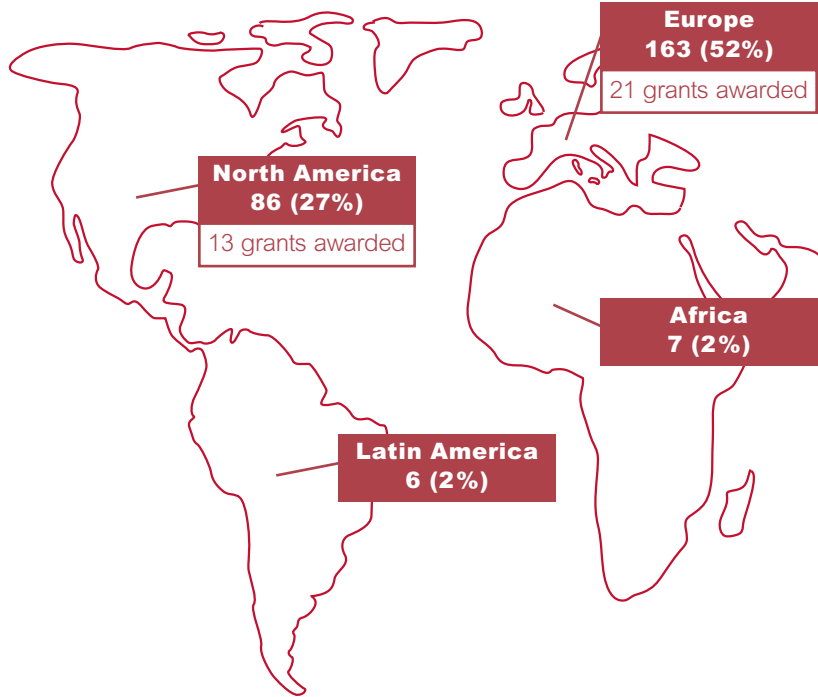 Europe
163 (52%)
21 grants awarded
North America
86 (27%)
13 grants awarded
Africa
7 (2%)
Latin America
6 (2%)